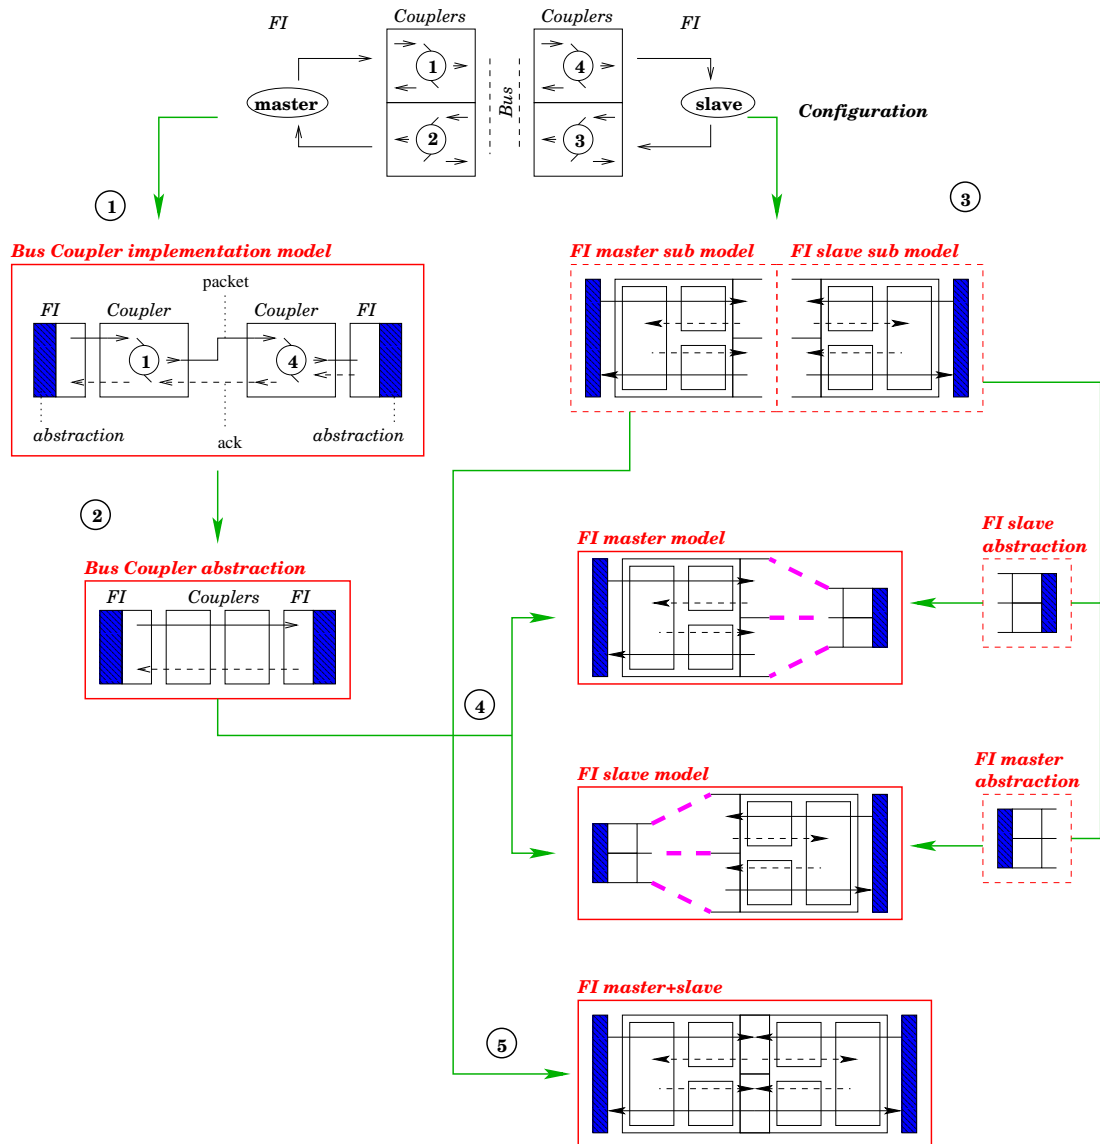 FI
Couplers
Couplers
FI
1
4
master
Bus
slave
Configuration
2
3
1
3
Bus Coupler implementation model
FI master sub model
FI slave sub model
packet
FI
Coupler
Coupler
FI
1
4
abstraction
ack
abstraction
2
FI master model
FI slave
abstraction
Bus Coupler abstraction
FI
Couplers
FI
4
FI slave model
FI master
abstraction
FI master+slave
5